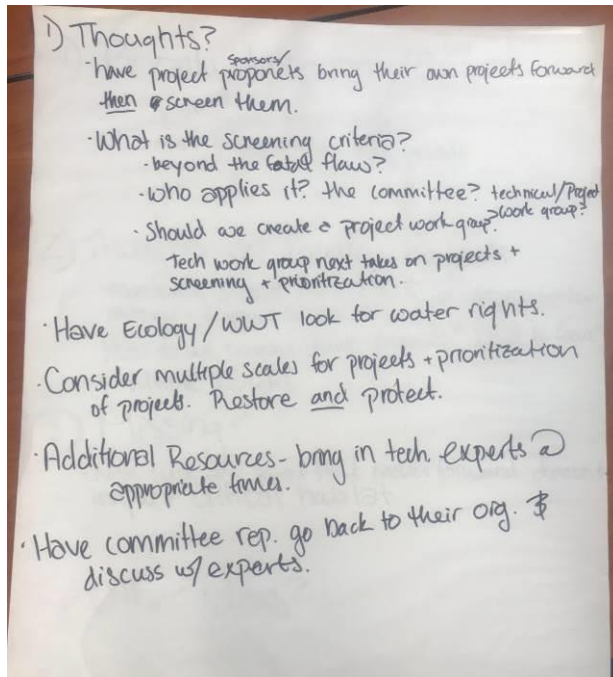 1) Thoughts?
Sponsors/
· have project proponets bring their own projects forward
then screen them.
· What is the screening criteria?
- beyond the fatal flaw?
- who applies it? the committee? technical/Project
work group?
· Should we create a project work group?
Tech work group next takes on projects +
screening + prioritization.
· Have Ecology/WWT look for water rights.
· Consider multiple scales for projects + prioritization
of projects. Restore and protect.
· Additional Resources - bring in tech. experts @
appropriate times.
· Have committee rep. go back to their org. &
discuss w/ experts.